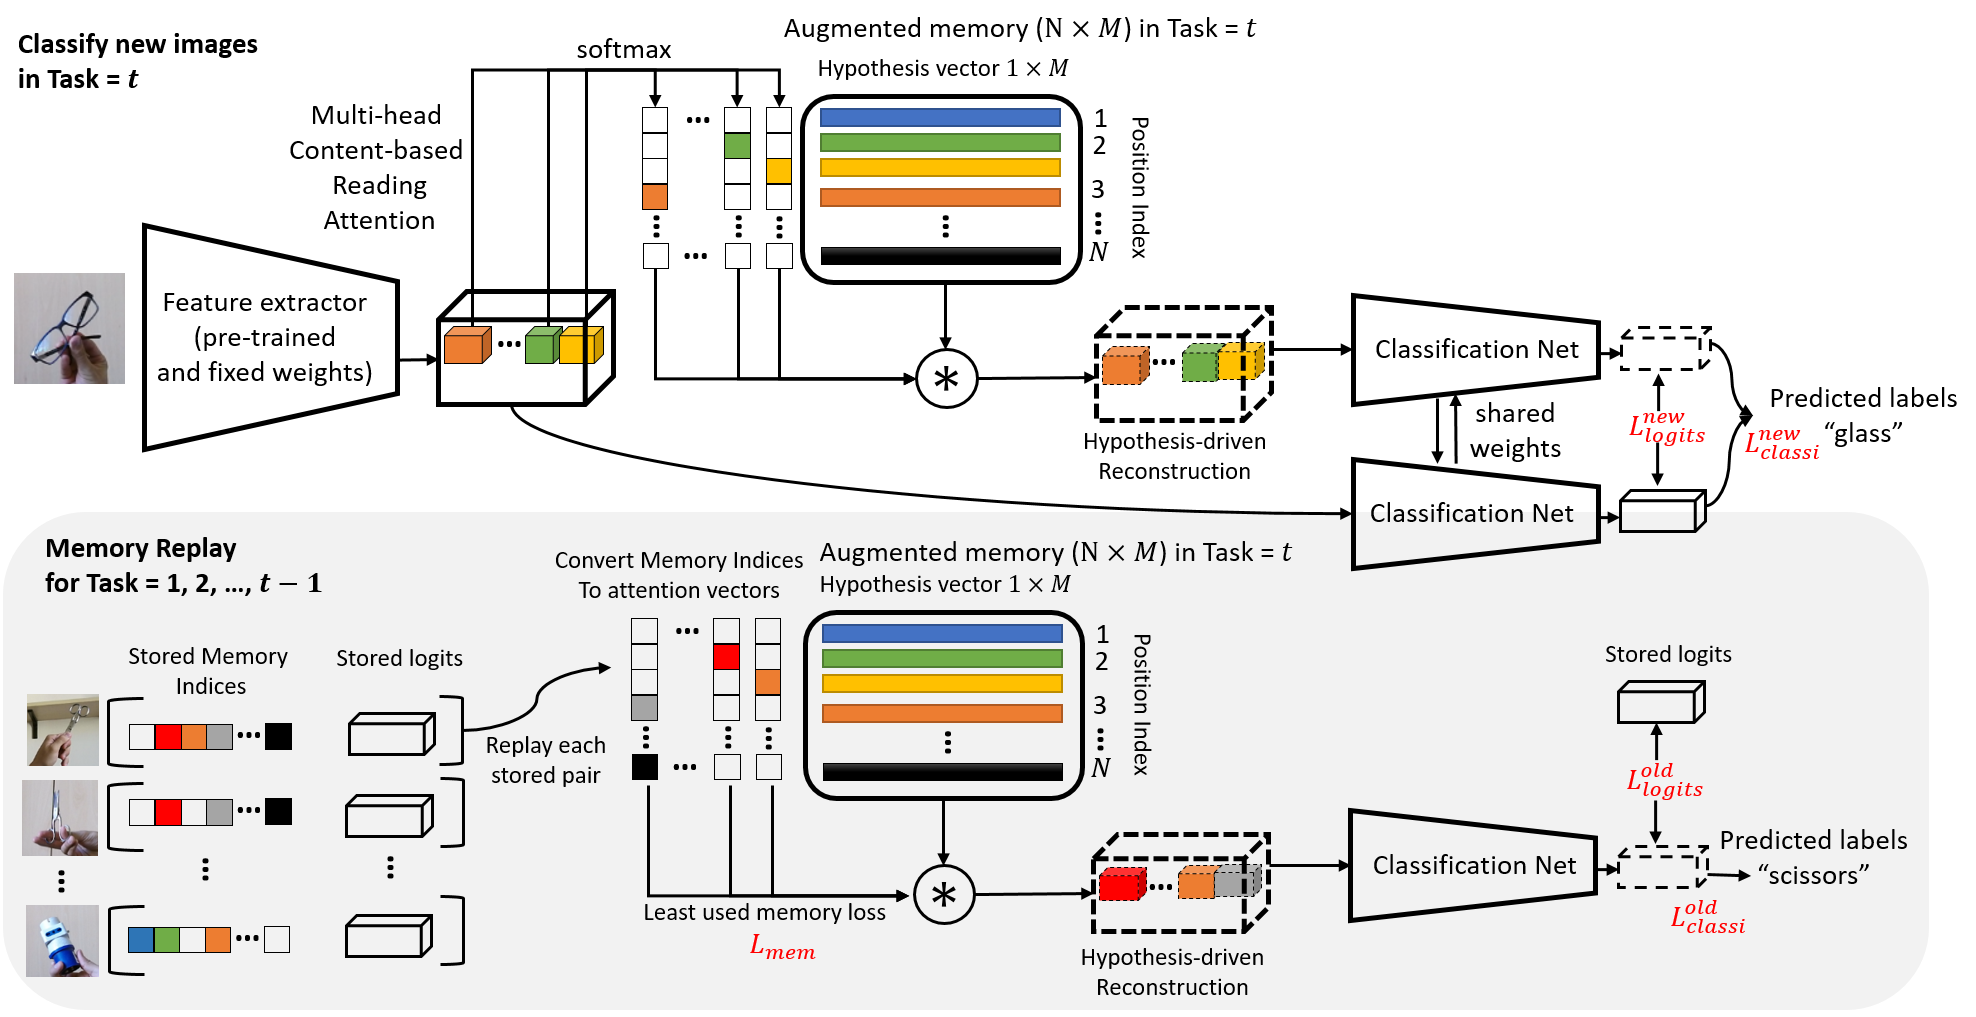 Classify new images
in Task = t
softmax
Augmented memory (N × M) in Task = t
Hypothesis vector 1 × M
Multi-head
Content-based
Reading
Attention
1
2
3
N
Position Index
Feature extractor
(pre-trained
and fixed weights)
*
Hypothesis-driven
Reconstruction
Classification Net
shared
weights
L_{logits}^{new}
L_{classi}^{new}
Predicted labels
“glass”
Classification Net
Memory Replay
for Task = 1, 2, …, t − 1
Convert Memory Indices
To attention vectors
Augmented memory (N × M) in Task = t
Hypothesis vector 1 × M
Stored Memory
Indices
Stored logits
Replay each
stored pair
1
2
3
N
Position Index
Least used memory loss
L_{mem}
*
Hypothesis-driven
Reconstruction
Classification Net
Stored logits
L_{logits}^{old}
Predicted labels
“scissors”
L_{classi}^{old}